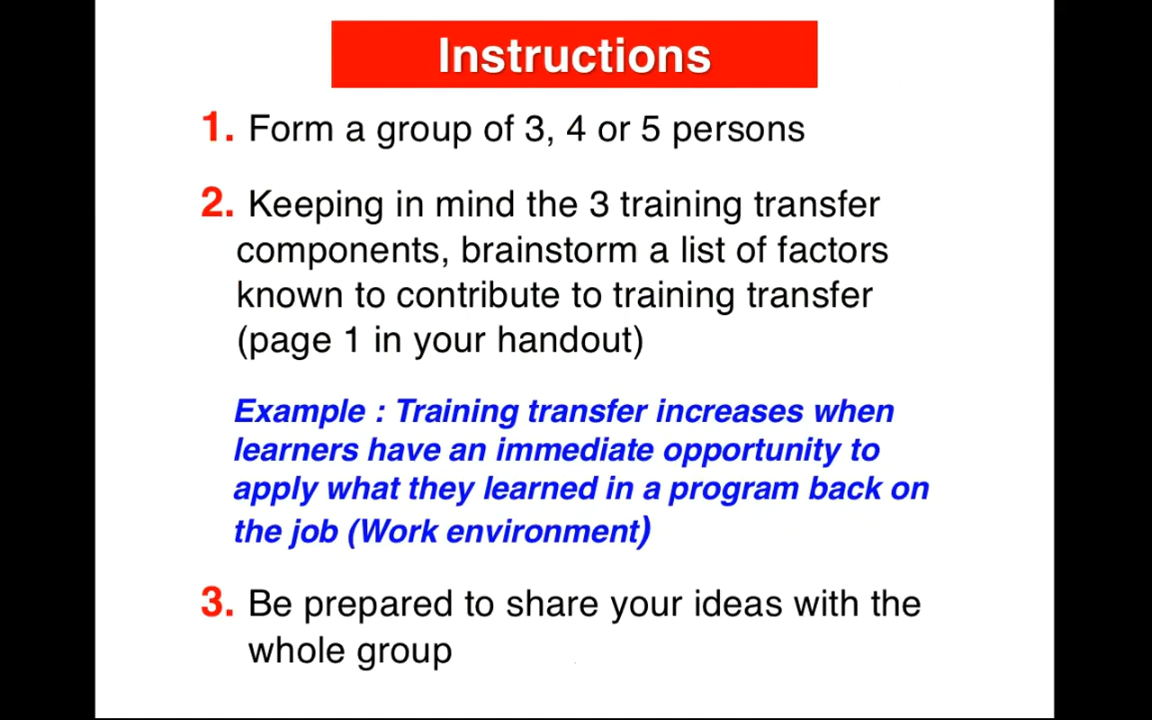 Instructions
1. Form a group of 3, 4 or 5 persons
2. Keeping in mind the 3 training transfer
components, brainstorm a list of factors
known to contribute to training transfer
(page 1 in your handout)
Example : Training transfer increases when
learners have an immediate opportunity to
apply what they learned in a program back on
the job (Work environment)
3. Be prepared to share your ideas with the
whole group